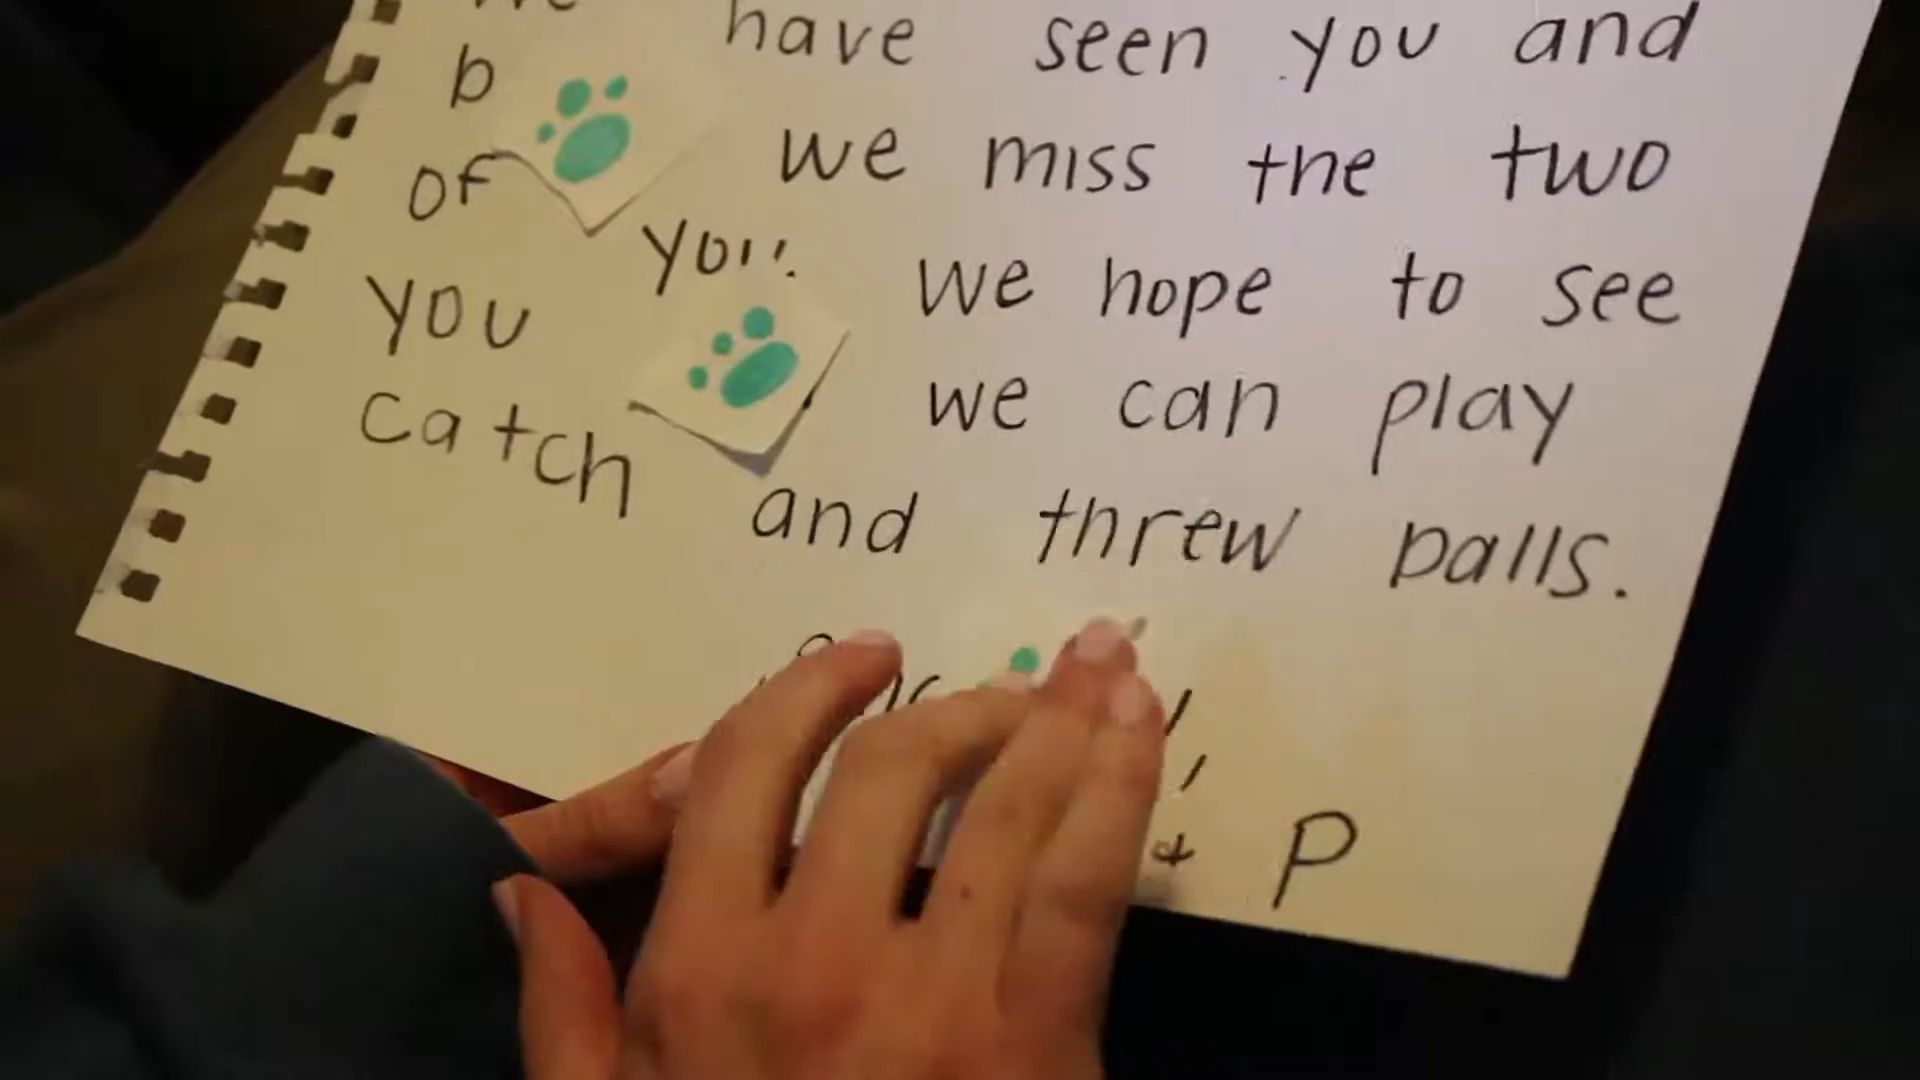 We have seen you and
b we miss the two
of you. we hope to see
you we can play
catch and threw balls.
P